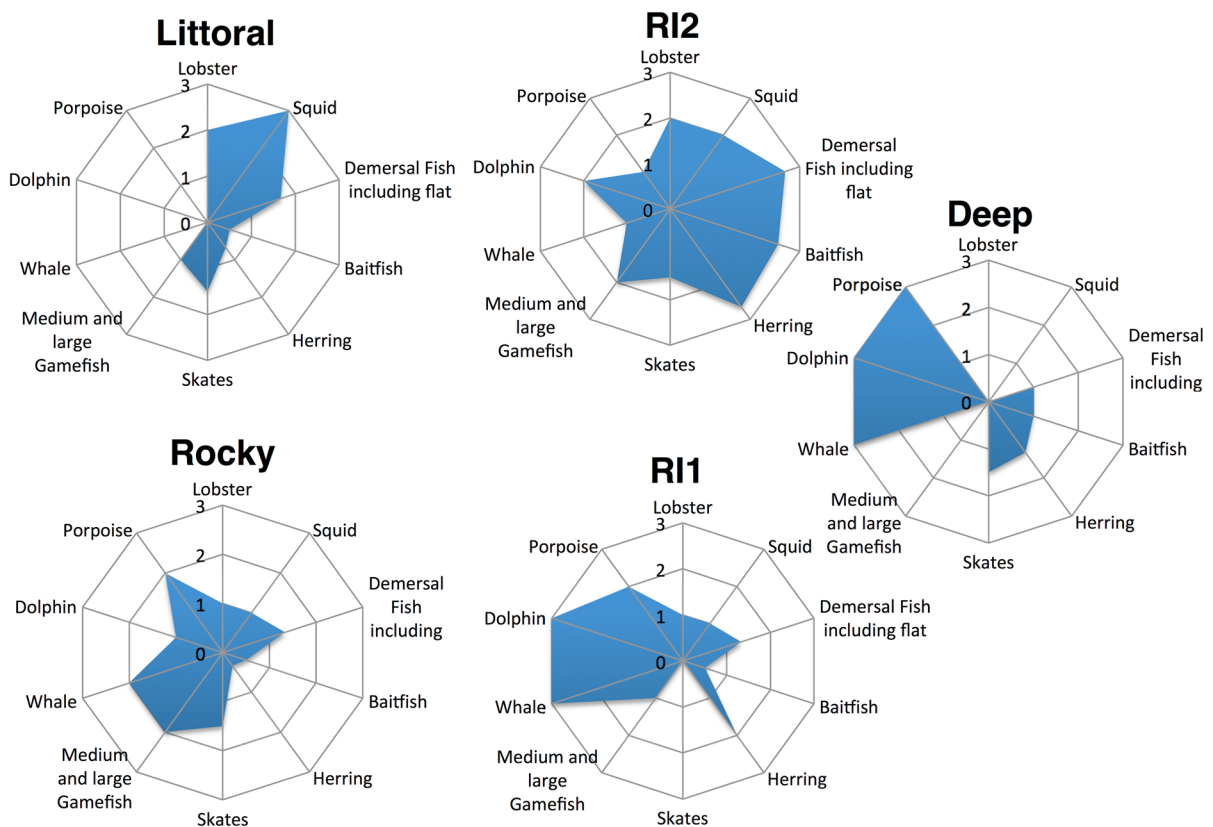 Littoral
Lobster
3
Porpoise
Squid
2
Dolphin
1
Demersal Fish
including flat
0
Whale
Baitfish
Medium and
large
Gamefish
Herring
Skates
RI2
Lobster
3
Porpoise
Squid
2
Dolphin
1
Demersal
Fish including
flat
0
Whale
Baitfish
Medium and
large
Gamefish
Herring
Skates
Deep
Lobster
3
Porpoise
Squid
2
Dolphin
1
Demersal
Fish
including
0
Whale
Baitfish
Medium
and large
Gamefish
Herring
Skates
Rocky
Lobster
3
Porpoise
Squid
2
Dolphin
1
Demersal
Fish
including
0
Whale
Baitfish
Medium
and large
Gamefish
Herring
Skates
RI1
Lobster
3
Porpoise
Squid
2
Dolphin
1
Demersal Fish
including flat
0
Whale
Baitfish
Medium and
large
Gamefish
Herring
Skates